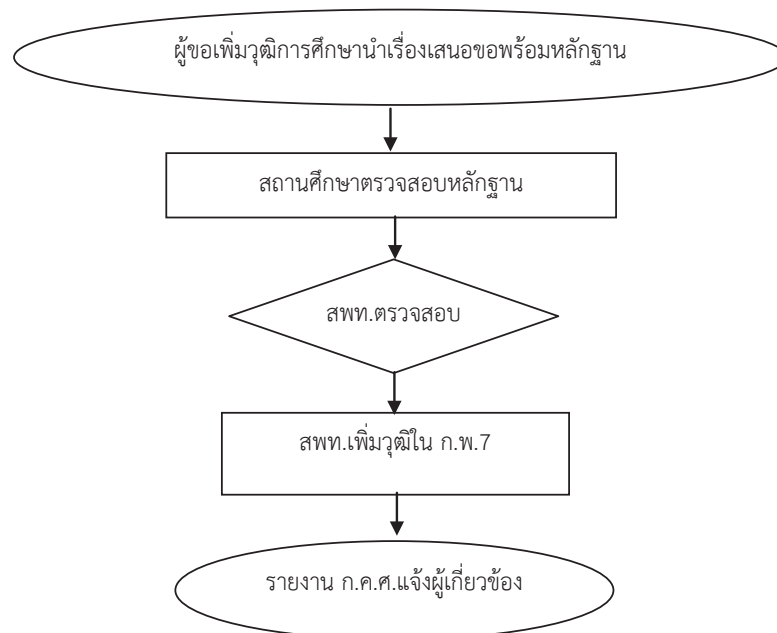 ผู้ขอเพิ่มวุฒิการศึกษานำเรื่องเสนอขอพร้อมหลักฐาน
สถานศึกษาตรวจสอบหลักฐาน
สพท.ตรวจสอบ
สพท.เพิ่มวุฒิใน ก.พ.7
รายงาน ก.ค.ศ.แจ้งผู้เกี่ยวข้อง